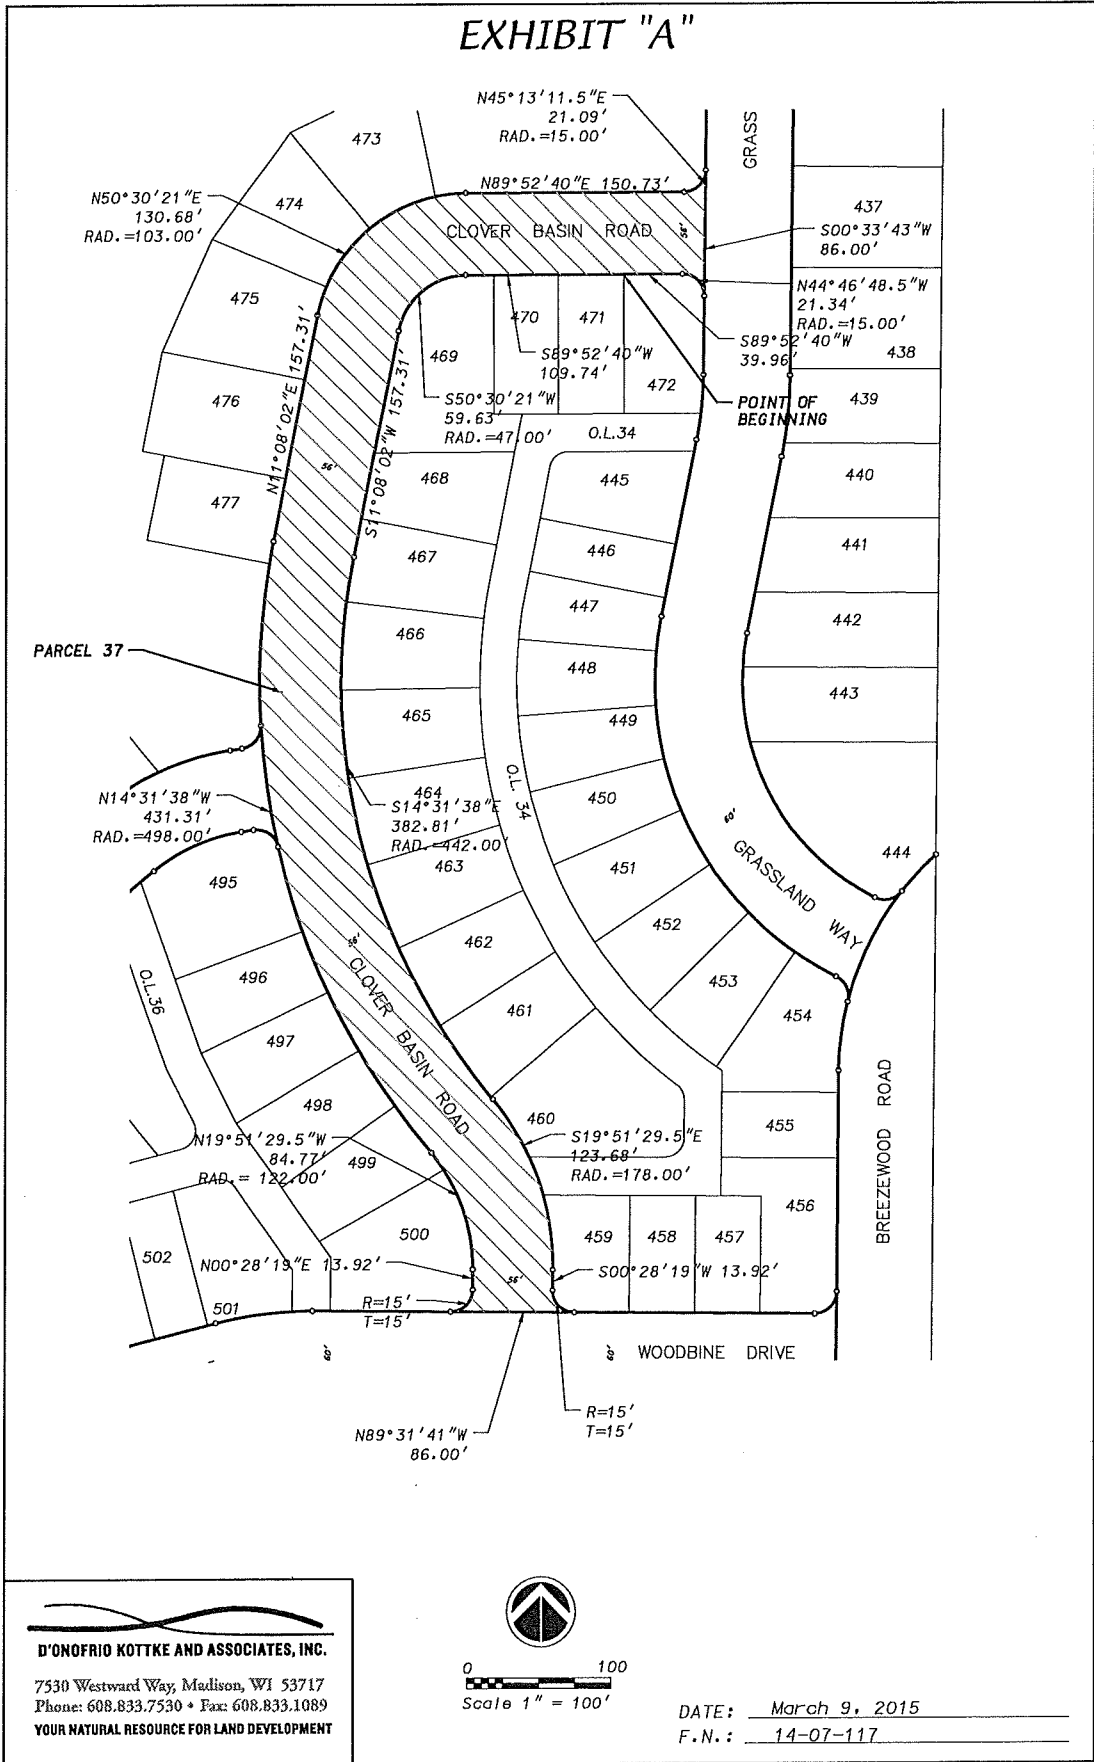 EXHIBIT "A"
N45°13'11.5"E
21.09'
RAD.=15.00'
GRASS
473
N89°52'40"E 150.73'
N50°30'21"E
130.68'
RAD.=103.00'
474
CLOVER BASIN ROAD
56'
437
S00°33'43"W
86.00'
475
N44°46'48.5"W
21.34'
RAD.=15.00'
470
471
469
S89°52'40"W
109.74'
S89°52'40"W
39.96'
438
472
476
N11°08'02"E 157.31'
S11°08'02"W 157.31'
S50°30'21"W
59.63'
RAD.=47.00'
POINT OF
BEGINNING
439
O.L.34
56'
468
445
440
477
467
446
441
466
447
442
PARCEL 37
448
443
465
449
O.L. 34
N14°31'38"W
431.31'
RAD.=498.00'
464
S14°31'38"E
382.81'
RAD.=442.00'
450
60'
GRASSLAND WAY
444
463
451
495
452
462
56'
CLOVER BASIN ROAD
O.L.36
496
453
461
454
497
498
460
BREEZEWOOD ROAD
455
N19°51'29.5"W
84.77'
RAD.= 122.00'
499
S19°51'29.5"E
123.68'
RAD.=178.00'
456
500
459
458
457
502
N00°28'19"E 13.92'
56'
S00°28'19"W 13.92'
501
R=15'
T=15'
60'
60'
WOODBINE DRIVE
R=15'
T=15'
N89°31'41"W
86.00'
D'ONOFRIO KOTTKE AND ASSOCIATES, INC.
7530 Westward Way, Madison, WI 53717
Phone: 608.833.7530 • Fax: 608.833.1089
YOUR NATURAL RESOURCE FOR LAND DEVELOPMENT
0 100
Scale 1" = 100'
DATE: March 9, 2015
F.N.: 14-07-117